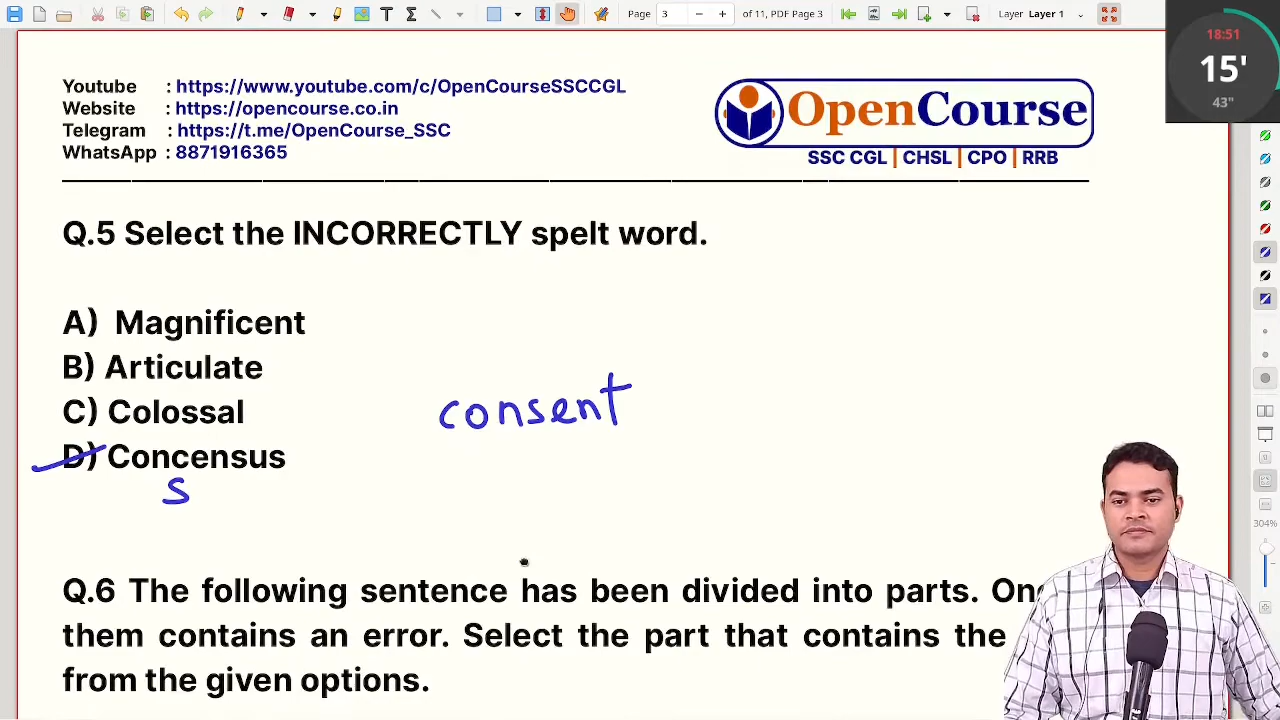 Page 3 of 11 PDF Page 3 Layer Layer 1
18:51
15'
43"
Youtube : https://www.youtube.com/c/OpenCourseSSCCGL
Website : https://opencourse.co.in
Telegram : https://t.me/OpenCourse_SSC
WhatsApp : 8871916365
OpenCourse
SSC CGL | CHSL | CPO | RRB
Q.5 Select the INCORRECTLY spelt word.
A) Magnificent
B) Articulate
C) Colossal
consent
D) Concensus
s
304%
Q.6 The following sentence has been divided into parts.
them contains an error. Select the part that contains the
from the given options.